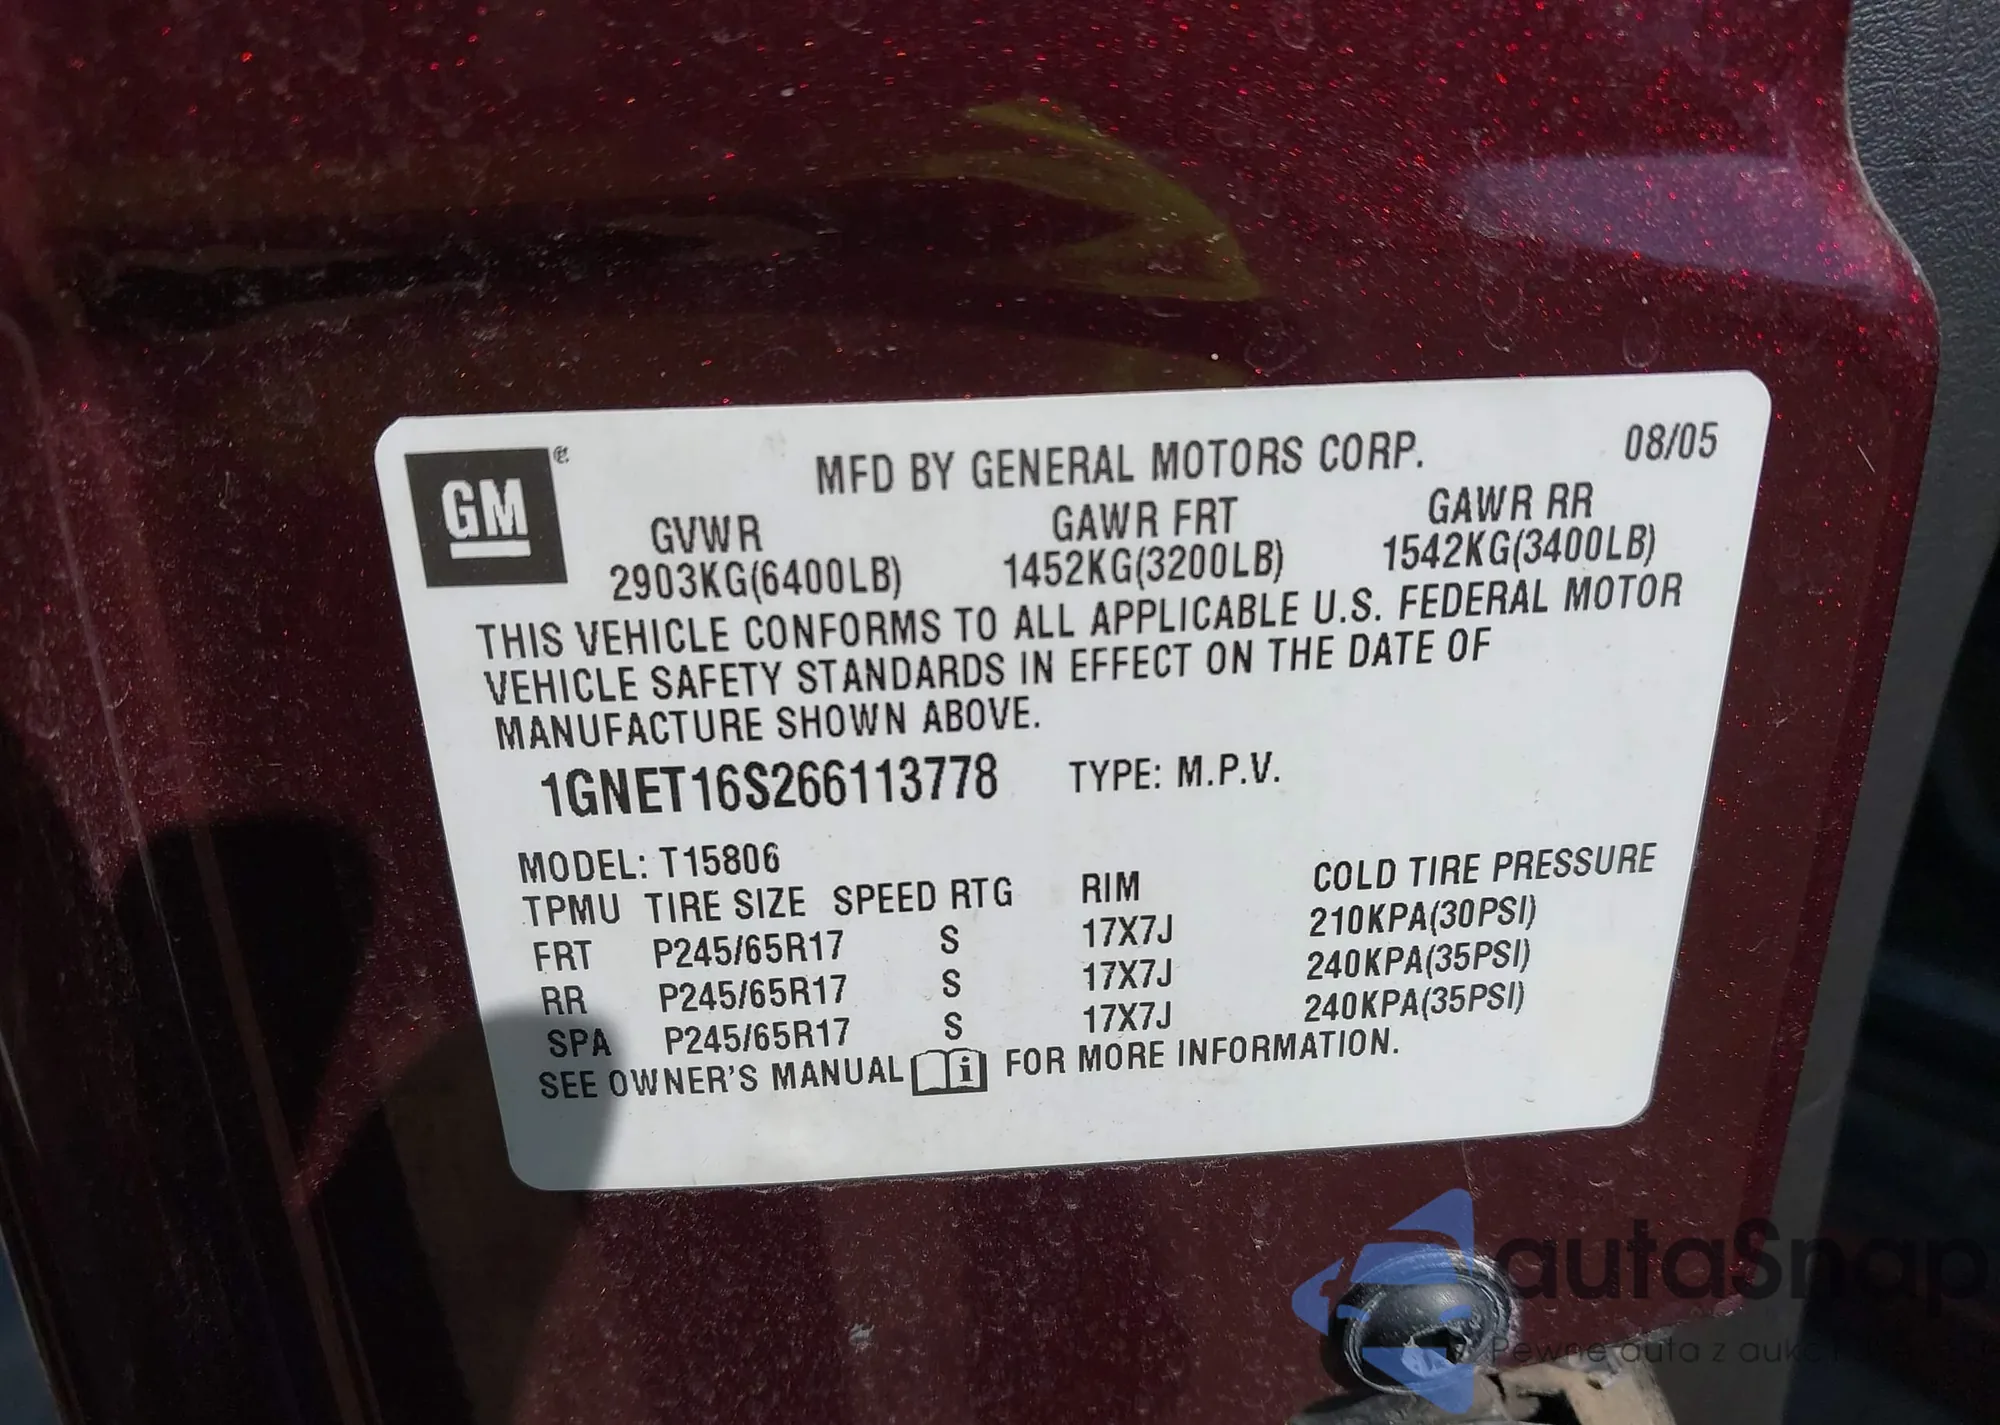 GM
MFD BY GENERAL MOTORS CORP. 08/05
GVWR GAWR FRT GAWR RR
2903KG(6400LB) 1452KG(3200LB) 1542KG(3400LB)
THIS VEHICLE CONFORMS TO ALL APPLICABLE U.S. FEDERAL MOTOR
VEHICLE SAFETY STANDARDS IN EFFECT ON THE DATE OF
MANUFACTURE SHOWN ABOVE.
1GNET16S266113778 TYPE: M.P.V.
MODEL: T15806
TPMU TIRE SIZE SPEED RTG RIM COLD TIRE PRESSURE
FRT P245/65R17 S 17X7J 210KPA(30PSI)
RR P245/65R17 S 17X7J 240KPA(35PSI)
SPA P245/65R17 S 17X7J 240KPA(35PSI)
SEE OWNER'S MANUAL i FOR MORE INFORMATION.
autaSnap
Pewne auta z